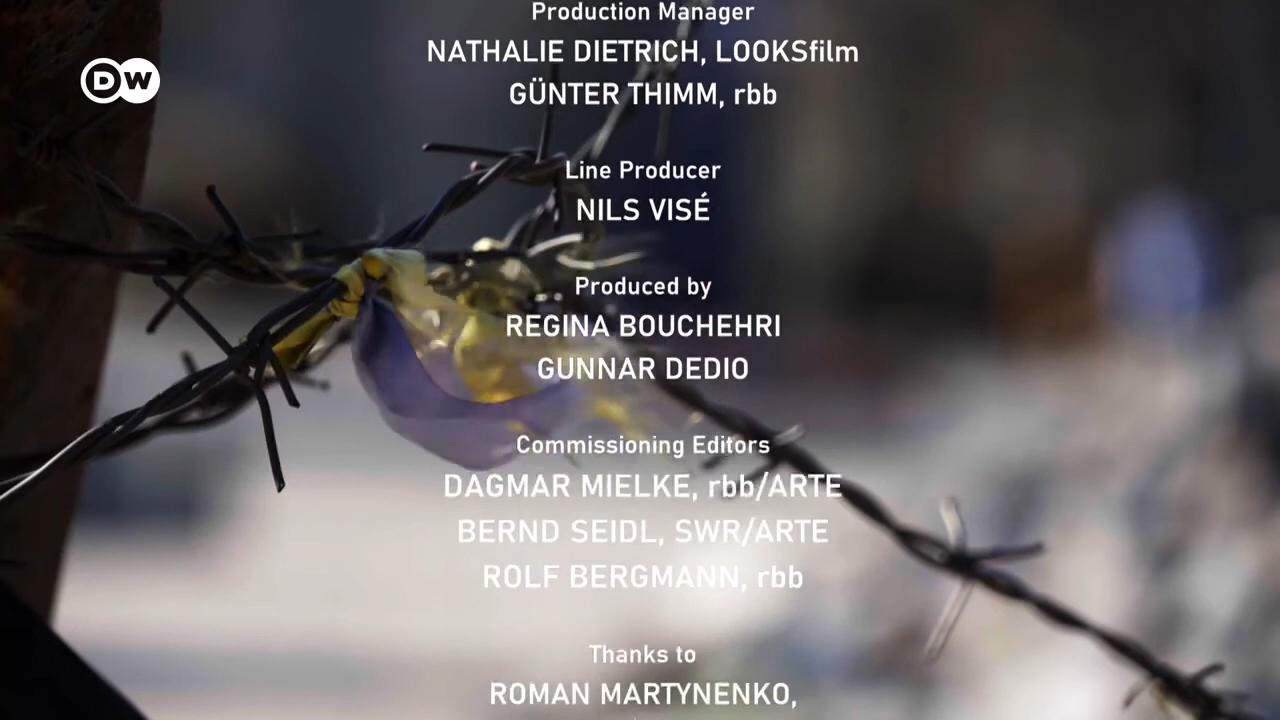 Production Manager
NATHALIE DIETRICH, LOOKSfilm
DW
GÜNTER THIMM, rbb
Line Producer
NILS VISÉ
Produced by
REGINA BOUCHEHRI
GUNNAR DEDIO
Commissioning Editors
DAGMAR MIELKE, rbb/ARTE
BERND SEIDL, SWR/ARTE
ROLF BERGMANN, rbb
Thanks to
ROMAN MARTYNENKO,